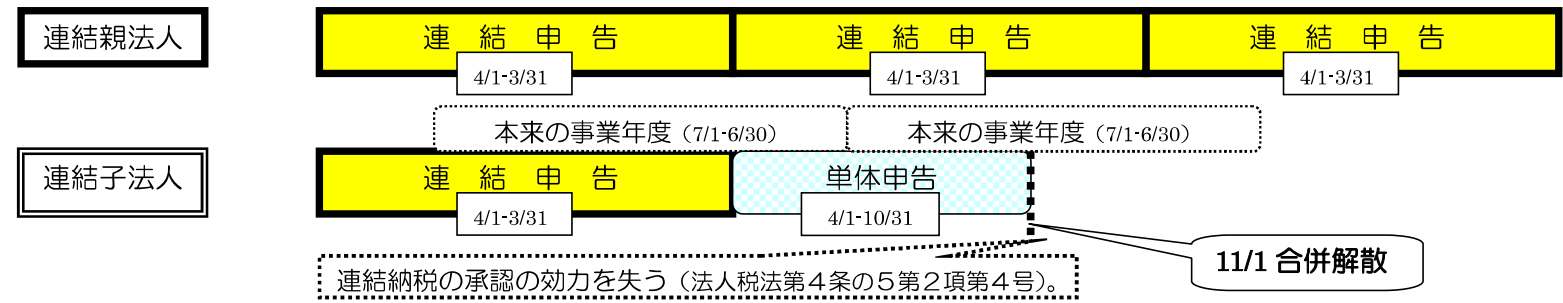 連結親法人
連結申告
連結申告
連結申告
4/1-3/31
4/1-3/31
4/1-3/31
本来の事業年度（7/1-6/30）
本来の事業年度（7/1-6/30）
連結子法人
連結申告
単体申告
4/1-3/31
4/1-10/31
11/1 合併解散
連結納税の承認の効力を失う（法人税法第４条の５第２項第４号）。